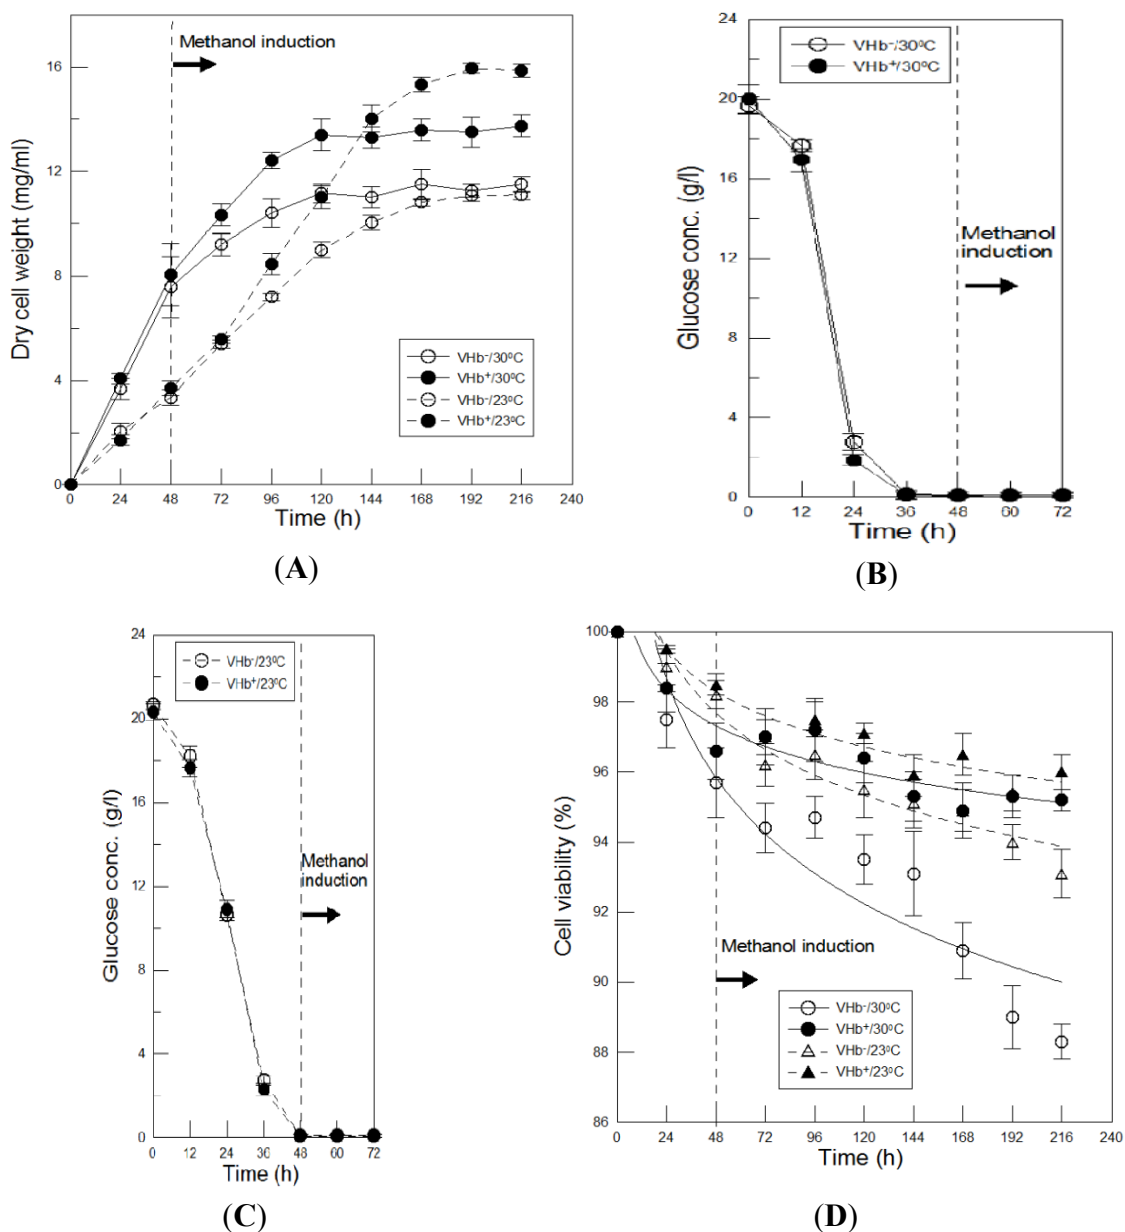 Methanol induction
16
12
8
4
0
Dry cell weight (mg/ml)
VHb⁻/30ºC
VHb⁺/30ºC
VHb⁻/23ºC
VHb⁺/23ºC
0 24 48 72 96 120 144 168 192 216 240
Time (h)
(A)
VHb⁻/30ºC
VHb⁺/30ºC
24
20
16
12
8
4
0
Glucose conc. (g/l)
Methanol
induction
0 12 24 36 48 60 72
Time (h)
(B)
24
20
16
12
8
4
0
Glucose conc. (g/l)
VHb⁻/23ºC
VHb⁺/23ºC
Methanol
induction
0 12 24 36 48 60 72
Time (h)
(C)
100
98
96
94
92
90
88
86
Cell viability (%)
Methanol induction
VHb⁻/30ºC
VHb⁺/30ºC
VHb⁻/23ºC
VHb⁺/23ºC
0 24 48 72 96 120 144 168 192 216 240
Time (h)
(D)